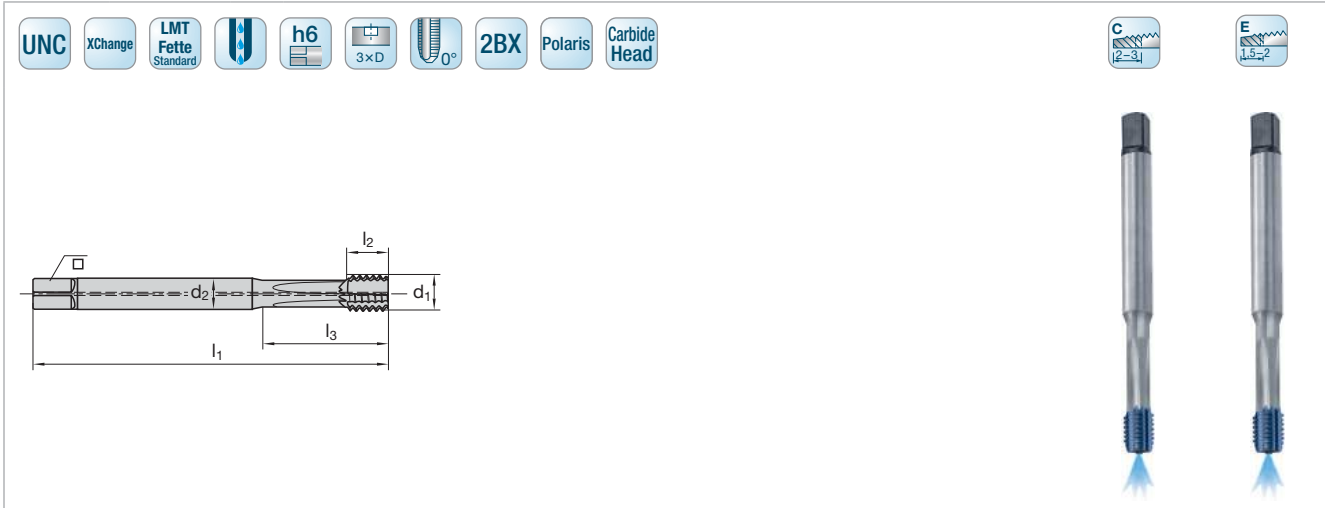 UNC
XChange
LMT
Fette
Standard
h6
3×D
0°
2BX
Polaris
Carbide
Head
C
2–3
E
1,5–2
l2
d2
d1
l3
l1